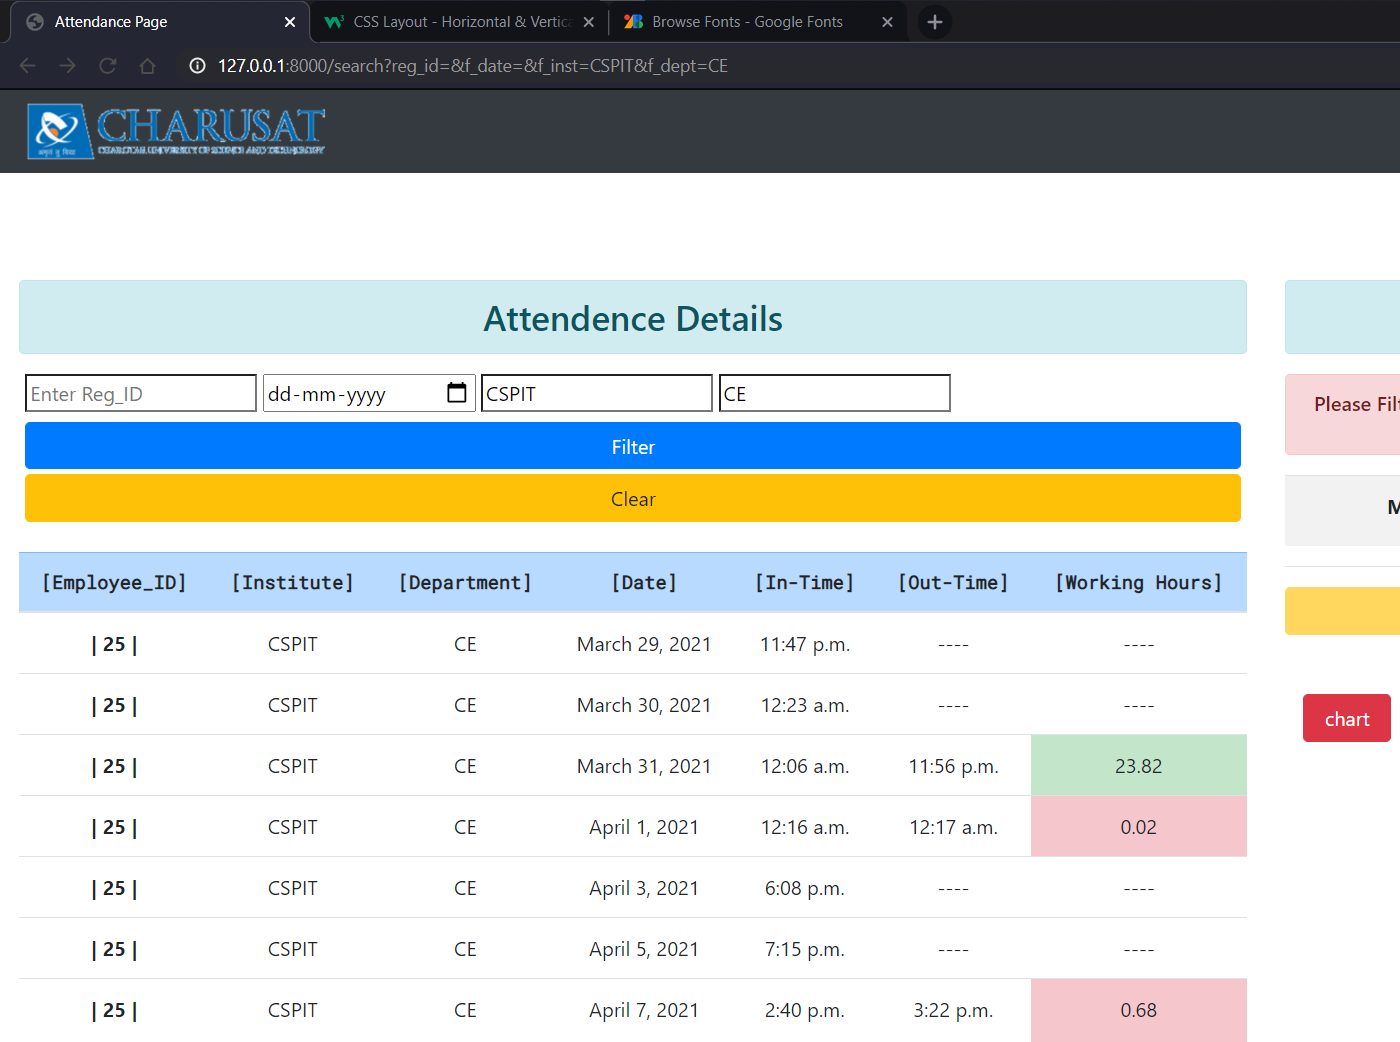 Attendance Page
CSS Layout - Horizontal & Vertic
Browse Fonts - Google Fonts
127.0.0.1:8000/search?reg_id=&f_date=&f_inst=CSPIT&f_dept=CE
CHARUSAT
CHAROTAR UNIVERSITY OF SCIENCE AND TECHNOLOGY
Attendence Details
Enter Reg_ID dd-mm-yyyy CSPIT CE
Please Fil
Filter
Clear
M
[Employee_ID] [Institute] [Department] [Date] [In-Time] [Out-Time] [Working Hours]
| 25 | CSPIT CE March 29, 2021 11:47 p.m. ---- ----
| 25 | CSPIT CE March 30, 2021 12:23 a.m. ---- ----
chart
| 25 | CSPIT CE March 31, 2021 12:06 a.m. 11:56 p.m. 23.82
| 25 | CSPIT CE April 1, 2021 12:16 a.m. 12:17 a.m. 0.02
| 25 | CSPIT CE April 3, 2021 6:08 p.m. ---- ----
| 25 | CSPIT CE April 5, 2021 7:15 p.m. ---- ----
| 25 | CSPIT CE April 7, 2021 2:40 p.m. 3:22 p.m. 0.68